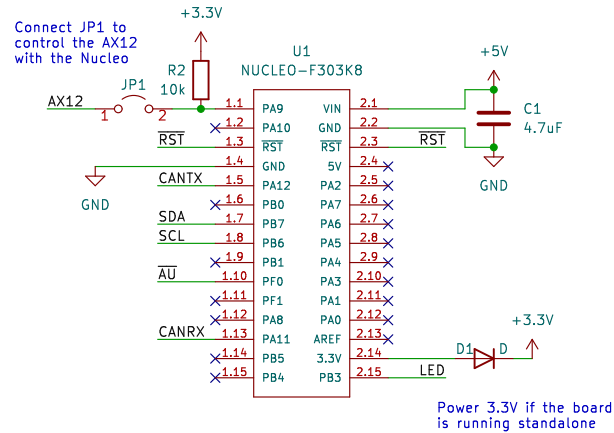 Connect JP1 to
control the AX12
with the Nucleo
+3.3V
R2
10k
JP1
AX12
1
2
U1
NUCLEO-F303K8
+5V
C1
4.7uF
GND
GND
1.1 PA9
1.2 PA10
RST 1.3 RST
1.4 GND
CANTX 1.5 PA12
1.6 PB0
SDA 1.7 PB7
SCL 1.8 PB6
1.9 PB1
AU 1.10 PF0
1.11 PF1
1.12 PA8
CANRX 1.13 PA11
1.14 PB5
1.15 PB4
VIN 2.1
GND 2.2
RST 2.3 RST
5V 2.4
PA2 2.5
PA7 2.6
PA6 2.7
PA5 2.8
PA4 2.9
PA3 2.10
PA1 2.11
PA0 2.12
AREF 2.13
3.3V 2.14
PB3 2.15 LED
D1 D
+3.3V
Power 3.3V if the board
is running standalone